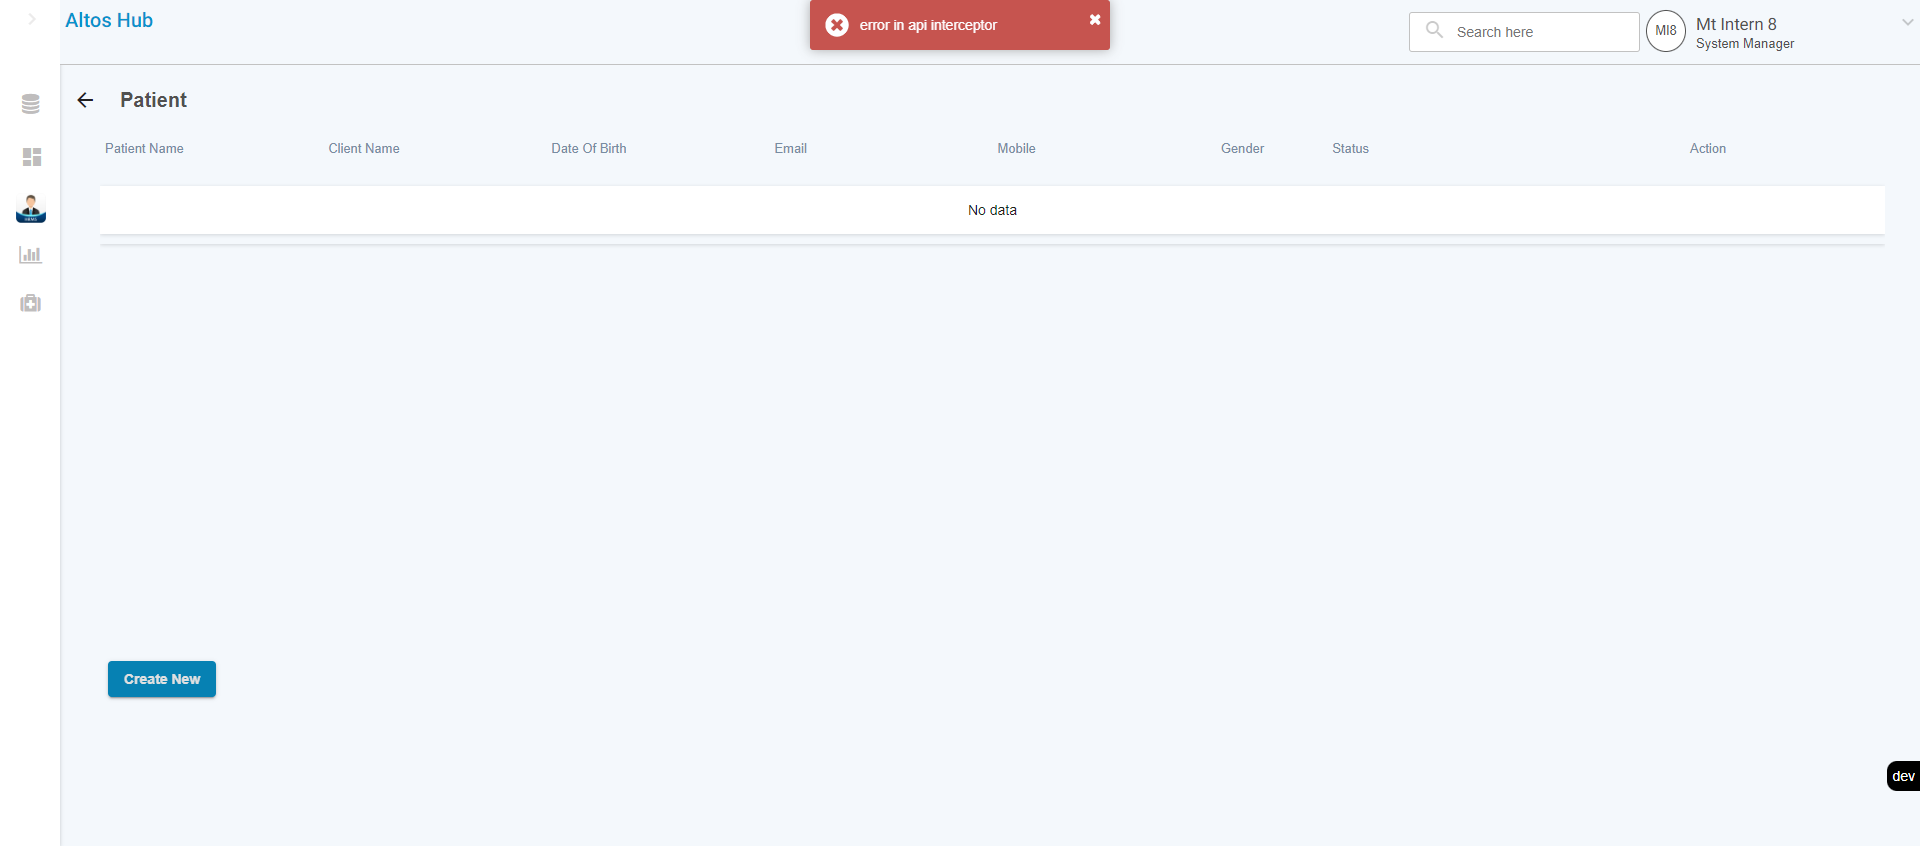 Altos Hub
error in api interceptor
Search here
MI8
Mt Intern 8
System Manager
Patient
Patient Name Client Name Date Of Birth Email Mobile Gender Status Action
No data
Create New
dev